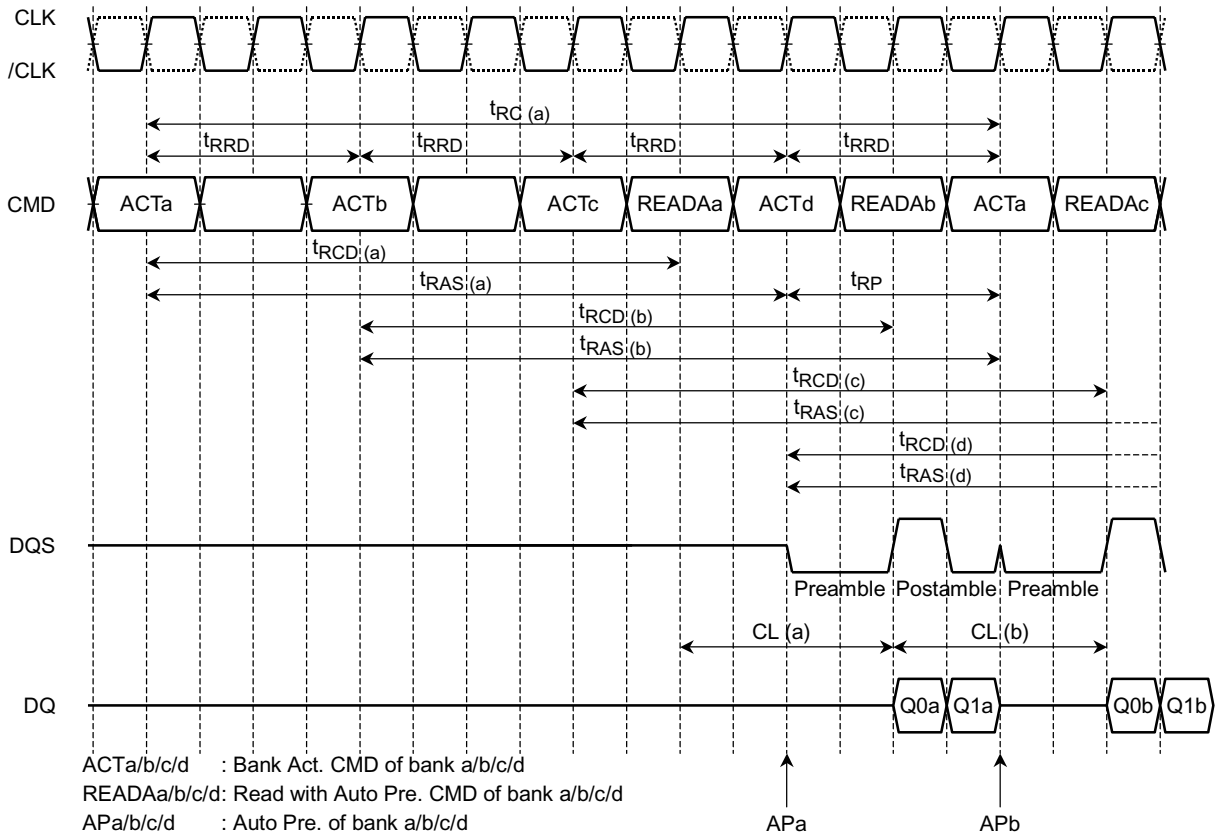 CLK
/CLK
tRC (a)
tRRD tRRD tRRD tRRD
CMD ACTa ACTb ACTc READAa ACTd READAb ACTa READAc
tRCD (a)
tRAS (a) tRP
tRCD (b)
tRAS (b)
tRCD (c)
tRAS (c)
tRCD (d)
tRAS (d)
DQS
Preamble Postamble Preamble
CL (a) CL (b)
DQ Q0a Q1a Q0b Q1b
ACTa/b/c/d : Bank Act. CMD of bank a/b/c/d
READAa/b/c/d: Read with Auto Pre. CMD of bank a/b/c/d
APa/b/c/d : Auto Pre. of bank a/b/c/d
APa APb